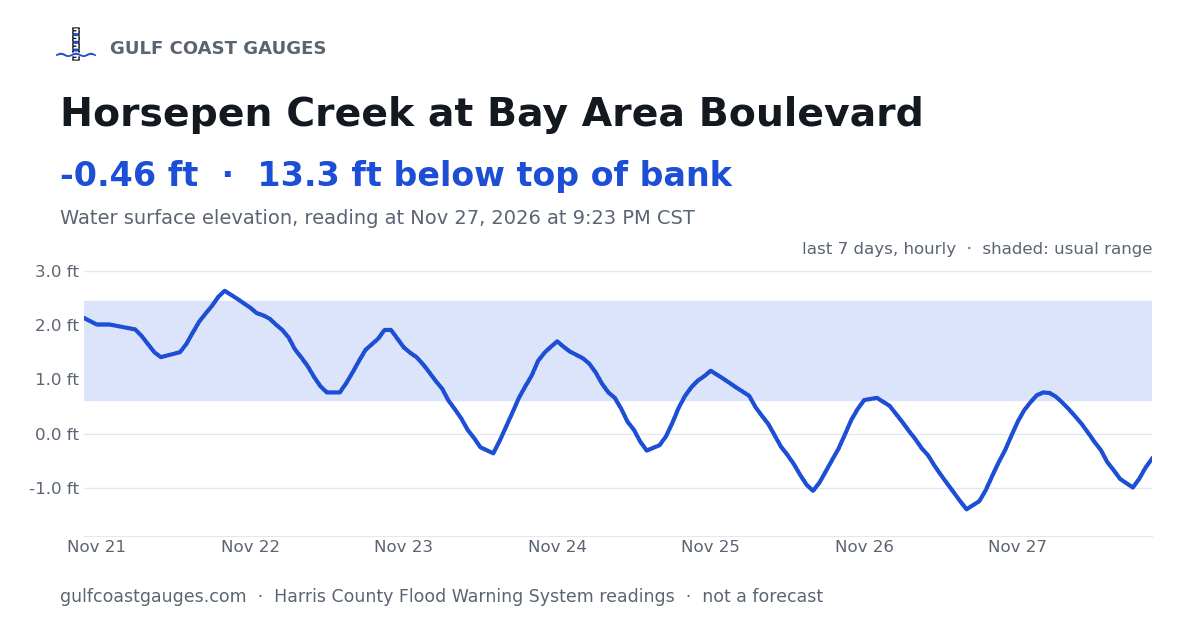 GULF COAST GAUGES
Horsepen Creek at Bay Area Boulevard
-0.46 ft · 13.3 ft below top of bank
Water surface elevation, reading at Nov 27, 2026 at 9:23 PM CST
last 7 days, hourly · shaded: usual range
3.0 ft
2.0 ft
1.0 ft
0.0 ft
-1.0 ft
Nov 21 Nov 22 Nov 23 Nov 24 Nov 25 Nov 26 Nov 27
gulfcoastgauges.com · Harris County Flood Warning System readings · not a forecast